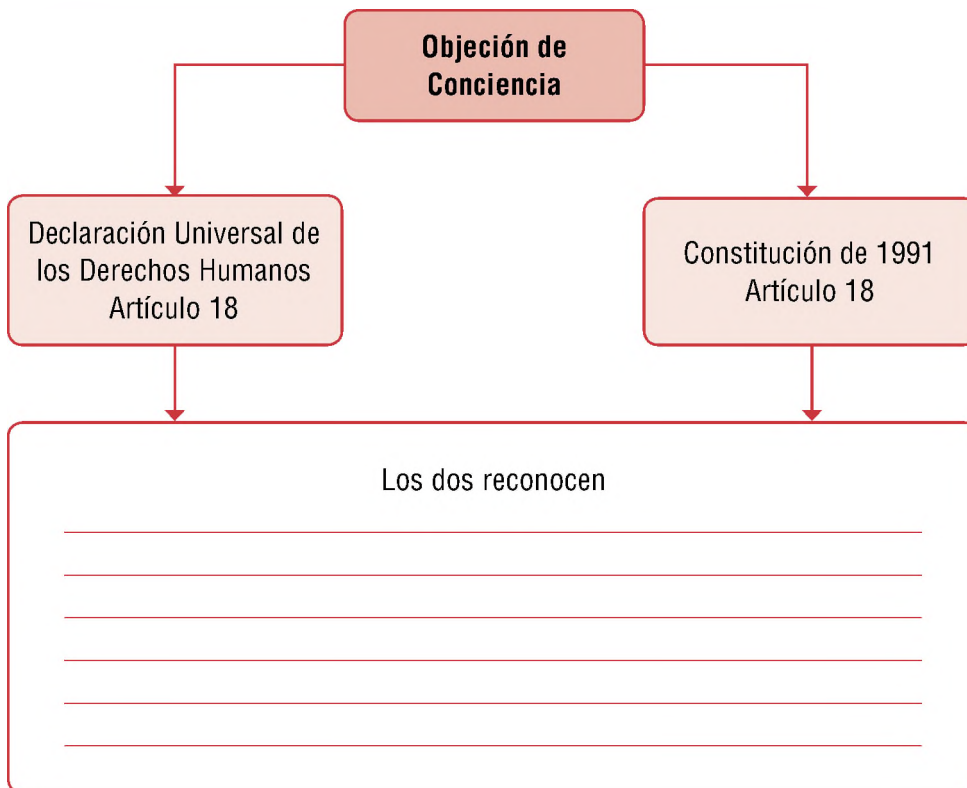 Objeción de
Conciencia
Declaración Universal de
los Derechos Humanos
Artículo 18
Constitución de 1991
Artículo 18
Los dos reconocen